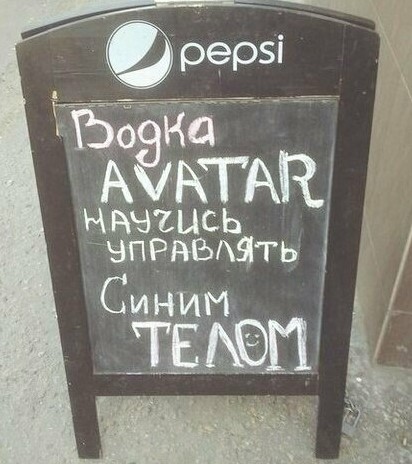 pepsi
Водка
AVATAR
научись
управлять
Синим
ТЕЛОМ